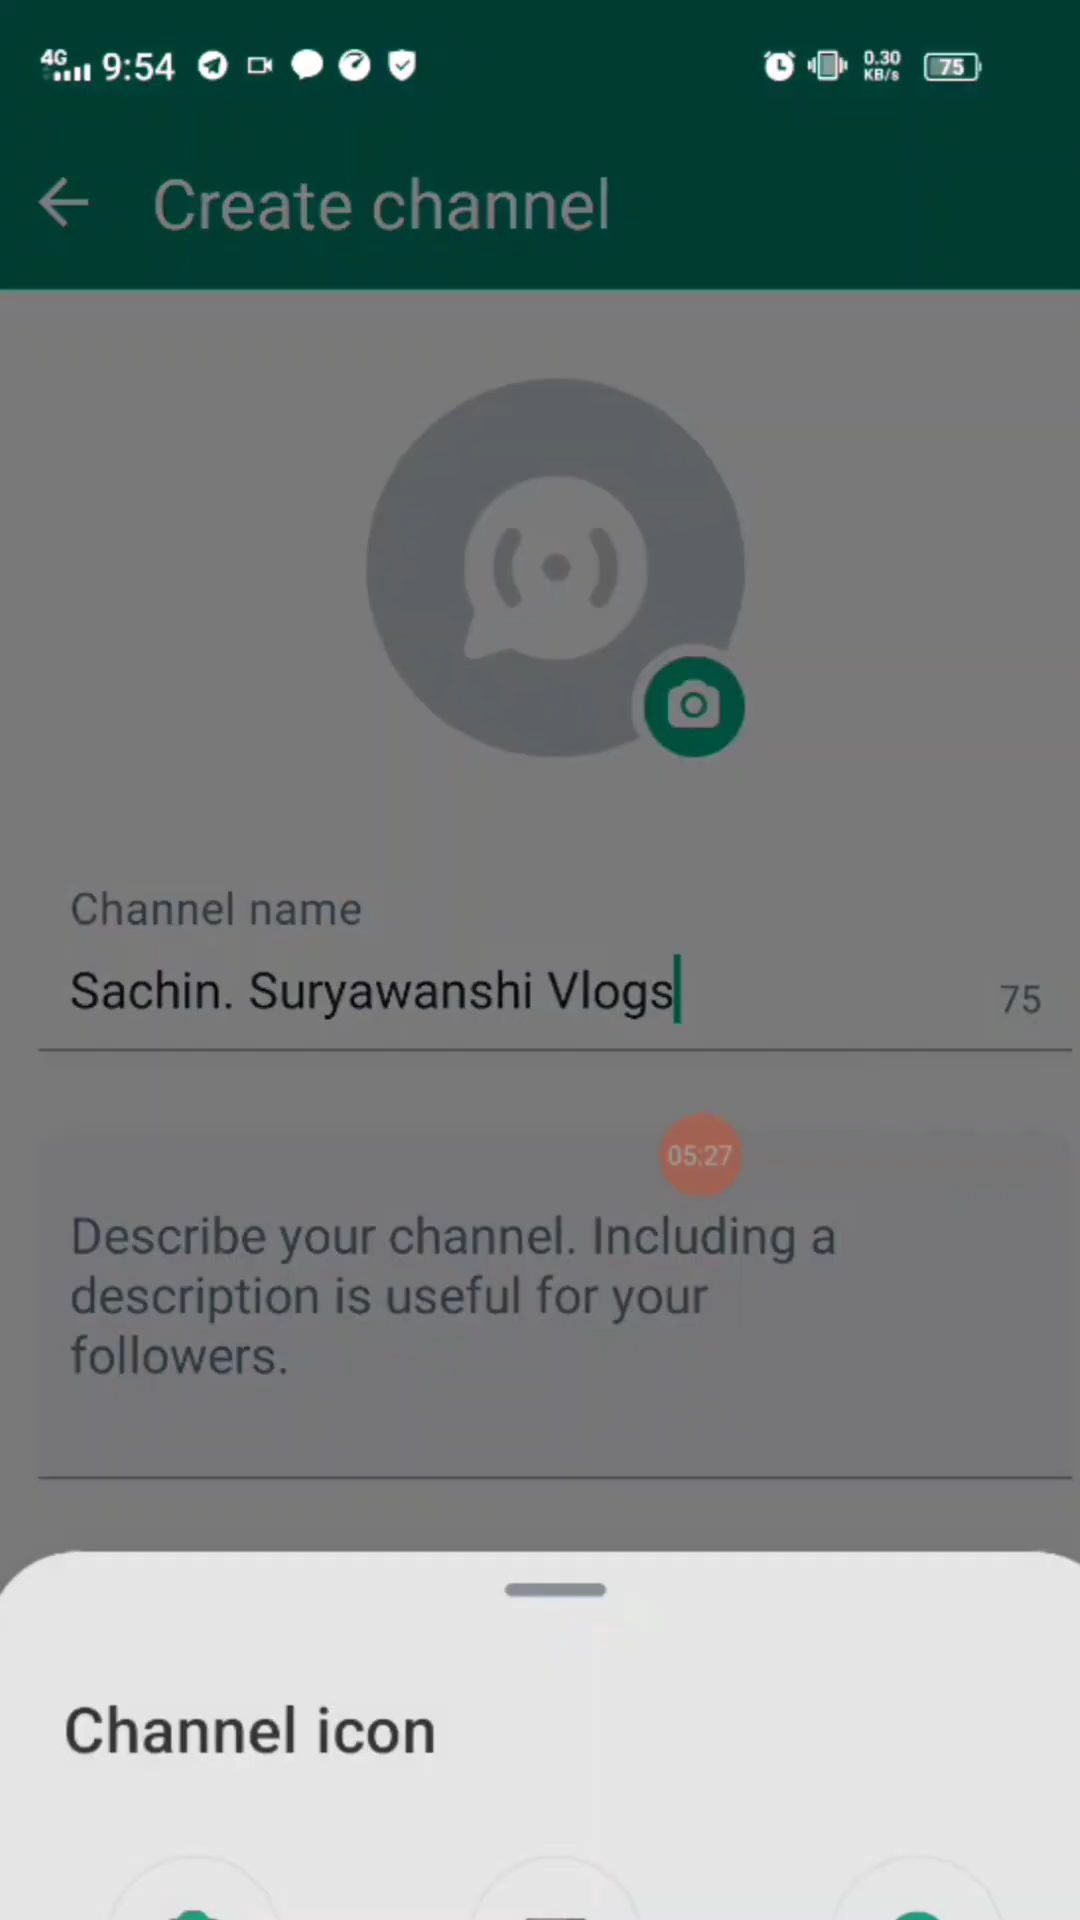 4G 9:54 0.30 KB/s 75
Create channel
Channel name
Sachin. Suryawanshi Vlogs 75
05:27
Describe your channel. Including a
description is useful for your
followers.
Channel icon